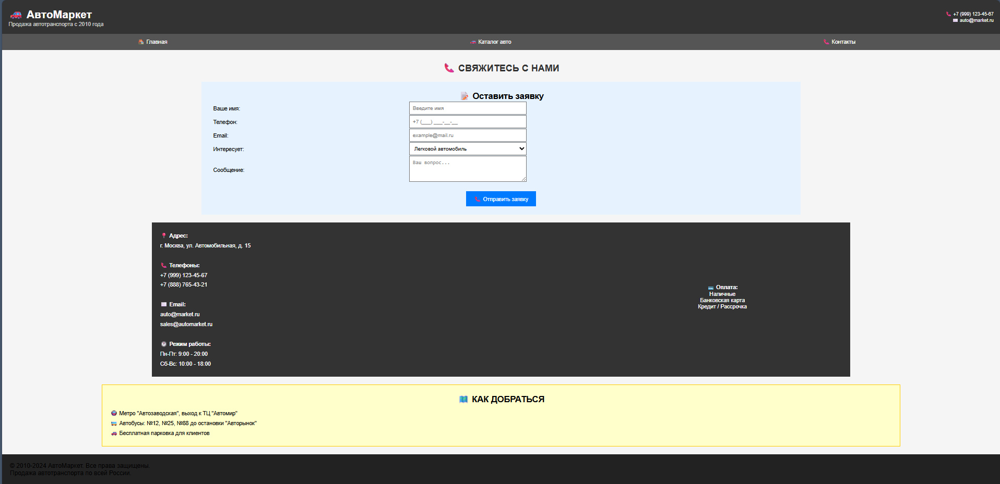 АвтоМаркет
Продажа автотранспорта с 2010 года
+7 (999) 123-45-67
auto@market.ru
Главная
Каталог авто
Контакты
СВЯЖИТЕСЬ С НАМИ
Оставить заявку
Ваше имя:
Введите имя
Телефон:
+7 (___) ___-__-__
Email:
example@mail.ru
Интересует:
Легковой автомобиль
Сообщение:
Ваш вопрос...
Отправить заявку
Адрес:
г. Москва, ул. Автомобильная, д. 15
Телефоны:
+7 (999) 123-45-67
+7 (888) 765-43-21
Email:
auto@market.ru
sales@automarket.ru
Режим работы:
Пн-Пт: 9:00 - 20:00
Сб-Вс: 10:00 - 18:00
Оплата:
Наличные
Банковская карта
Кредит / Рассрочка
КАК ДОБРАТЬСЯ
Метро "Автозаводская", выход к ТЦ "Автомир"
Автобусы: №12, №25, №88 до остановки "Авторынок"
Бесплатная парковка для клиентов
© 2010-2024 АвтоМаркет. Все права защищены.
Продажа автотранспорта по всей России.